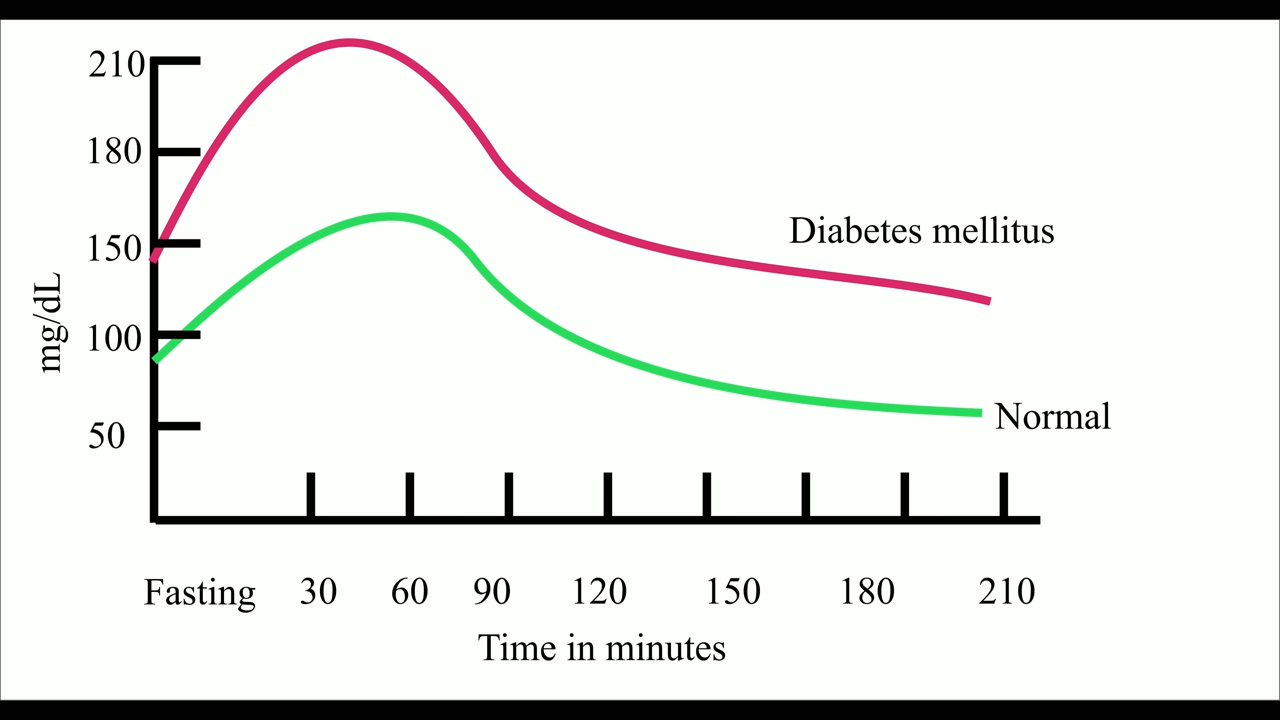 210
180
150
100
50
mg/dL
Diabetes mellitus
Normal
Fasting 30 60 90 120 150 180 210
Time in minutes